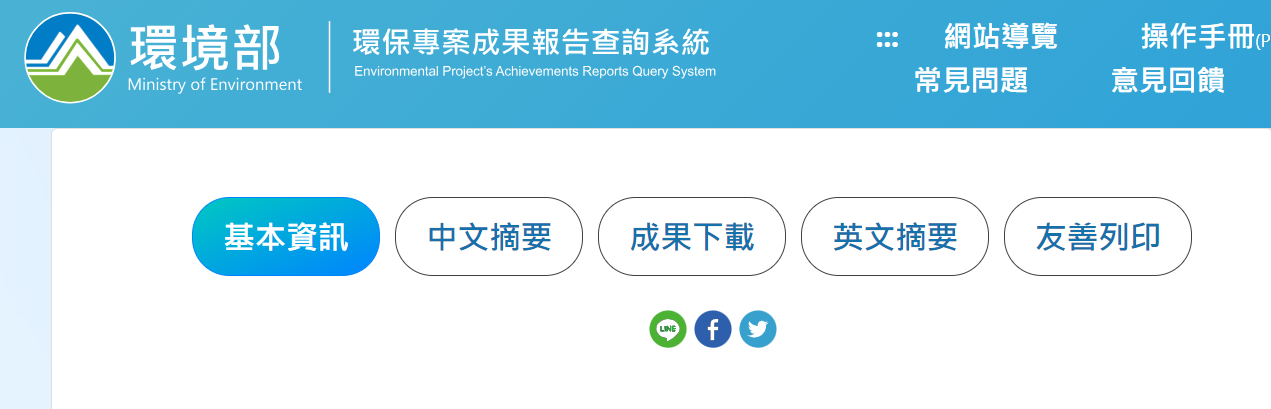 環境部
Ministry of Environment
環保專案成果報告查詢系統
Environmental Project's Achievements Reports Query System
:::
網站導覽
操作手冊(P
常見問題
意見回饋
基本資訊
中文摘要
成果下載
英文摘要
友善列印
LINE